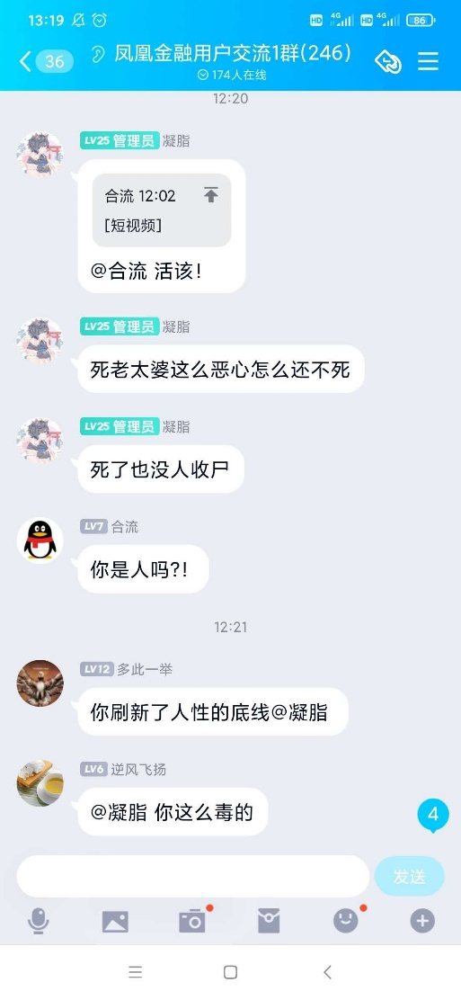 13:19
HD 4G HD 4G 86
36
凤凰金融用户交流1群(246)
174人在线
12:20
LV25 管理员 凝脂
合流 12:02
[短视频]
@合流 活该!
LV25 管理员 凝脂
死老太婆这么恶心怎么还不死
LV25 管理员 凝脂
死了也没人收尸
LV7 合流
你是人吗?!
12:21
LV12 多此一举
你刷新了人性的底线@凝脂
LV6 逆风飞扬
@凝脂 你这么毒的
4
发送